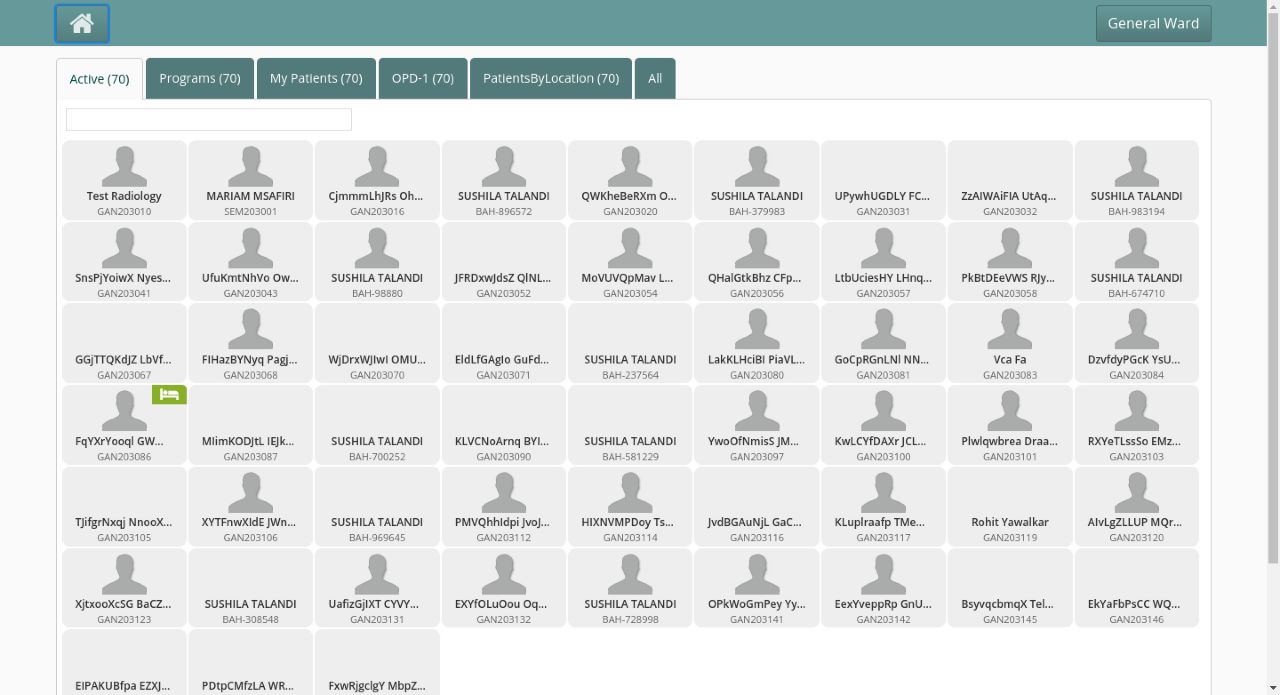 General Ward
Active (70)
Programs (70)
My Patients (70)
OPD-1 (70)
PatientsByLocation (70)
All
Test Radiology
GAN203010
MARIAM MSAFIRI
SEM203001
CjmmmLhJRs Oh...
GAN203016
SUSHILA TALANDI
BAH-896572
QWKheBeRXm O...
GAN203020
SUSHILA TALANDI
BAH-379983
UPywhUGDLY FC...
GAN203031
ZzAIWAiFIA UtAq...
GAN203032
SUSHILA TALANDI
BAH-983194
SnsPjYoiwX Nyes...
GAN203041
UfuKmtNhVo Ow...
GAN203043
SUSHILA TALANDI
BAH-98880
JFRDxwJdsZ QlNL...
GAN203052
MoVUVQpMav L...
GAN203054
QHalGtkBhz CFp...
GAN203056
LtbUciesHY LHnq...
GAN203057
PkBtDEeVWS RJy...
GAN203058
SUSHILA TALANDI
BAH-674710
GGjTTQKdJZ LbVf...
GAN203067
FIHazBYNyq Pagj...
GAN203068
WjDrxWJIwI OMU...
GAN203070
EldLfGAgIo GuFd...
GAN203071
SUSHILA TALANDI
BAH-237564
LakKLHciBI PiaVL...
GAN203080
GoCpRGnLNl NN...
GAN203081
Vca Fa
GAN203083
DzvfdyPGcK YsU...
GAN203084
FqYXrYooql GW...
GAN203086
MlimKODJtL IEJk...
GAN203087
SUSHILA TALANDI
BAH-700252
KLVCNoArnq BYI...
GAN203090
SUSHILA TALANDI
BAH-581229
YwoOfNmisS JM...
GAN203097
KwLCYfDAXr JCL...
GAN203100
Plwlqwbrea Draa...
GAN203101
RXYeTLssSo EMz...
GAN203103
TJifgrNxqj NnooX...
GAN203105
XYTFnwXIdE JWn...
GAN203106
SUSHILA TALANDI
BAH-969645
PMVQhhIdpi JvoJ...
GAN203112
HIXNVMPDoy Ts...
GAN203114
JvdBGAuNjL GaC...
GAN203116
KLuplraafp TMe...
GAN203117
Rohit Yawalkar
GAN203119
AIvLgZLLUP MQr...
GAN203120
XjtxooXcSG BaCZ...
GAN203123
SUSHILA TALANDI
BAH-308548
UafizGjIXT CYVY...
GAN203131
EXYfOLuOou Oq...
GAN203132
SUSHILA TALANDI
BAH-728998
OPkWoGmPey Yy...
GAN203141
EexYveppRp GnU...
GAN203142
BsyvqcbmqX Tel...
GAN203145
EkYaFbPsCC WQ...
GAN203146
EIPAKUBfpa EZXJ...
PDtpCMfzLA WR...
FxwRjgclgY MbpZ...